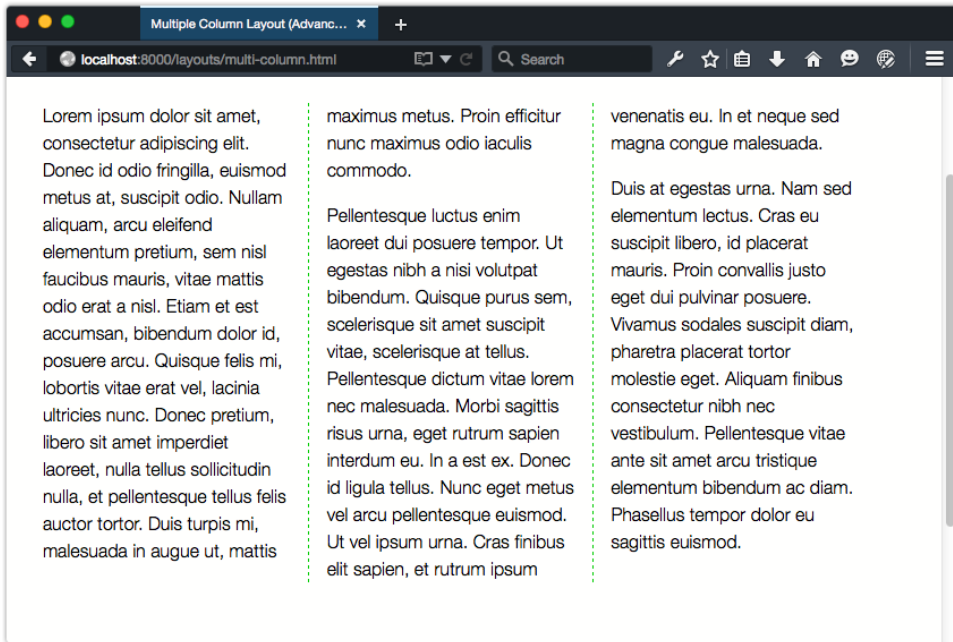 Multiple Column Layout (Advanc... ×
+
localhost:8000/layouts/multi-column.html
Search
Lorem ipsum dolor sit amet,
consectetur adipiscing elit.
Donec id odio fringilla, euismod
metus at, suscipit odio. Nullam
aliquam, arcu eleifend
elementum pretium, sem nisl
faucibus mauris, vitae mattis
odio erat a nisl. Etiam et est
accumsan, bibendum dolor id,
posuere arcu. Quisque felis mi,
lobortis vitae erat vel, lacinia
ultricies nunc. Donec pretium,
libero sit amet imperdiet
laoreet, nulla tellus sollicitudin
nulla, et pellentesque tellus felis
auctor tortor. Duis turpis mi,
malesuada in augue ut, mattis
maximus metus. Proin efficitur
nunc maximus odio iaculis
commodo.
Pellentesque luctus enim
laoreet dui posuere tempor. Ut
egestas nibh a nisi volutpat
bibendum. Quisque purus sem,
scelerisque sit amet suscipit
vitae, scelerisque at tellus.
Pellentesque dictum vitae lorem
nec malesuada. Morbi sagittis
risus urna, eget rutrum sapien
interdum eu. In a est ex. Donec
id ligula tellus. Nunc eget metus
vel arcu pellentesque euismod.
Ut vel ipsum urna. Cras finibus
elit sapien, et rutrum ipsum
venenatis eu. In et neque sed
magna congue malesuada.
Duis at egestas urna. Nam sed
elementum lectus. Cras eu
suscipit libero, id placerat
mauris. Proin convallis justo
eget dui pulvinar posuere.
Vivamus sodales suscipit diam,
pharetra placerat tortor
molestie eget. Aliquam finibus
consectetur nibh nec
vestibulum. Pellentesque vitae
ante sit amet arcu tristique
elementum bibendum ac diam.
Phasellus tempor dolor eu
sagittis euismod.